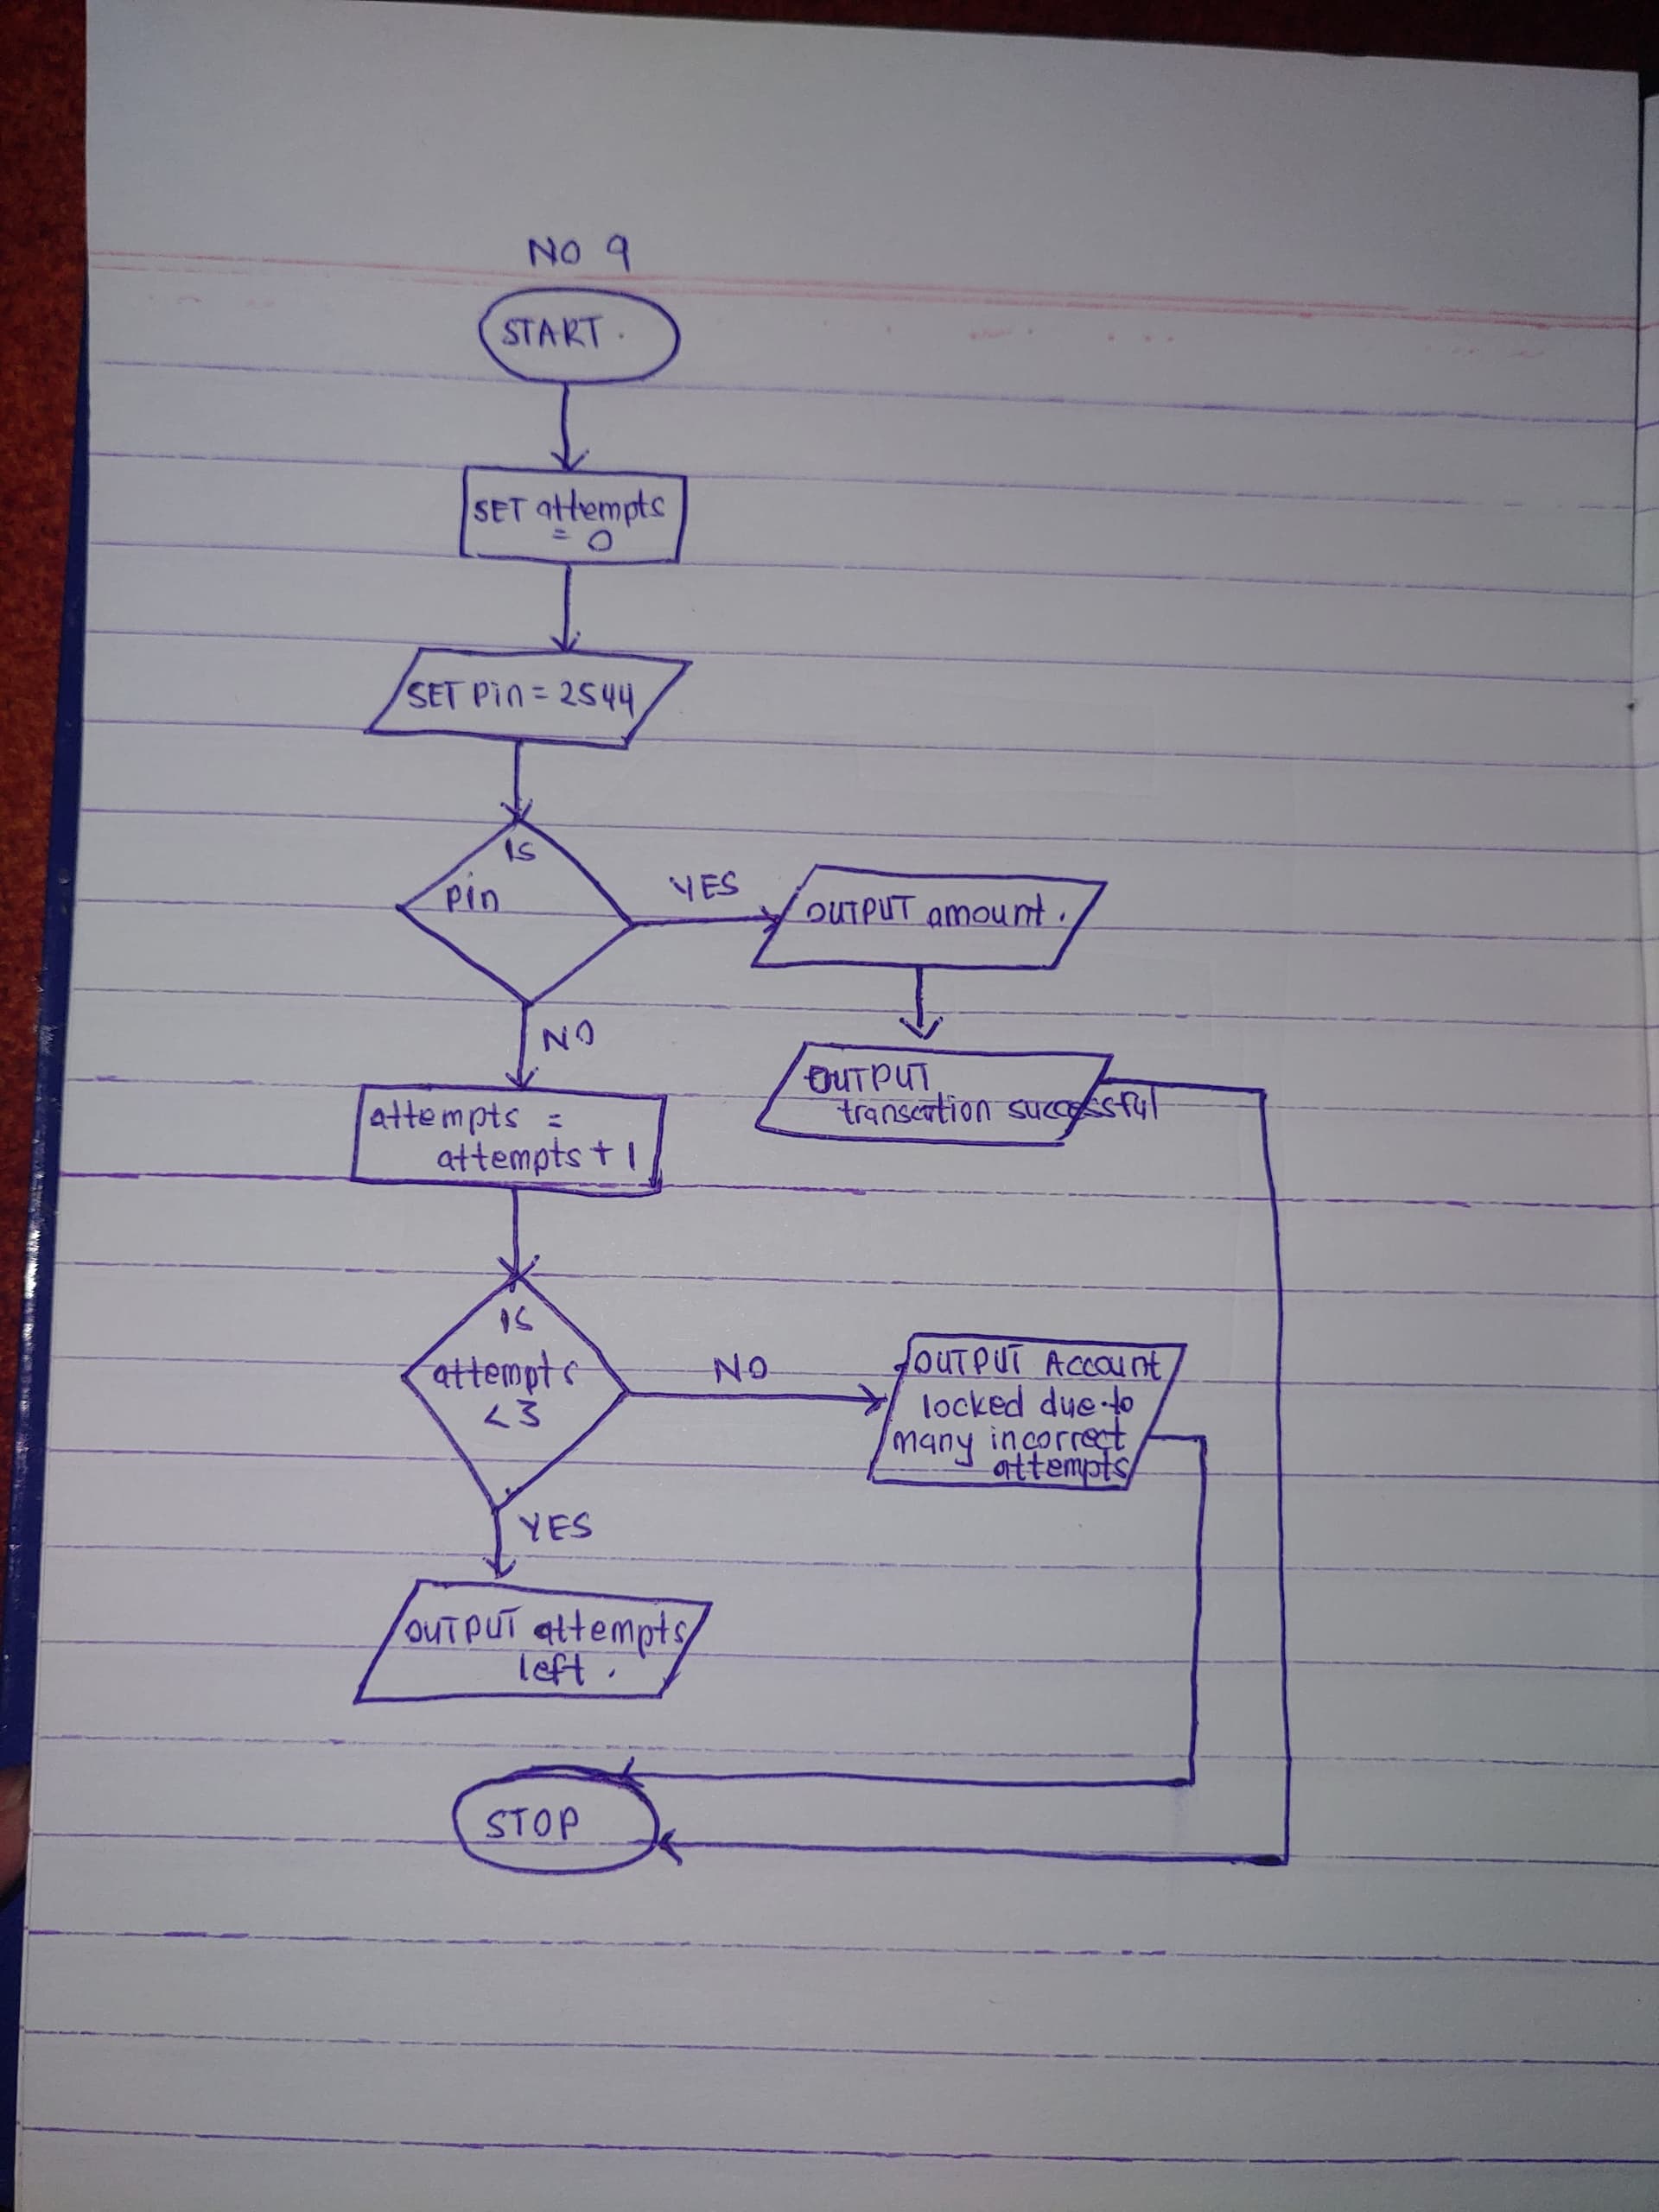 NO 9
START.
SET attempts
= 0
SET Pin = 2544
IS
pin
YES
OUTPUT amount.
NO
OUTPUT
transcation successful
attempts =
attempts + 1
IS
attempts
<3
NO
OUTPUT Account
locked due to
many incorrect
attempts
YES
OUTPUT attempts
left.
STOP